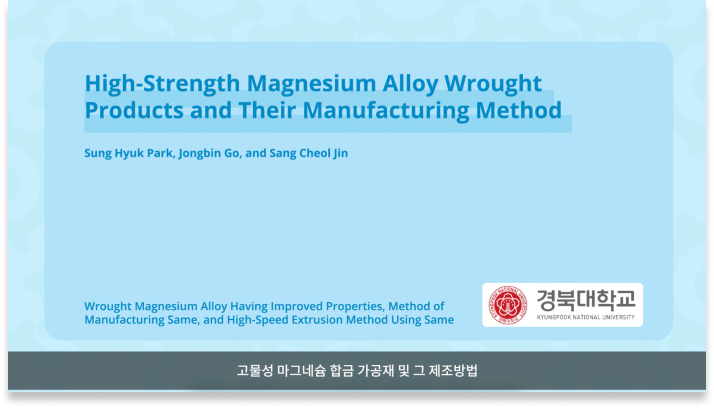 High-Strength Magnesium Alloy Wrought
Products and Their Manufacturing Method
Sung Hyuk Park, Jongbin Go, and Sang Cheol Jin
Wrought Magnesium Alloy Having Improved Properties, Method of
Manufacturing Same, and High-Speed Extrusion Method Using Same
경북대학교
KYUNGPOOK NATIONAL UNIVERSITY
고물성 마그네슘 합금 가공재 및 그 제조방법